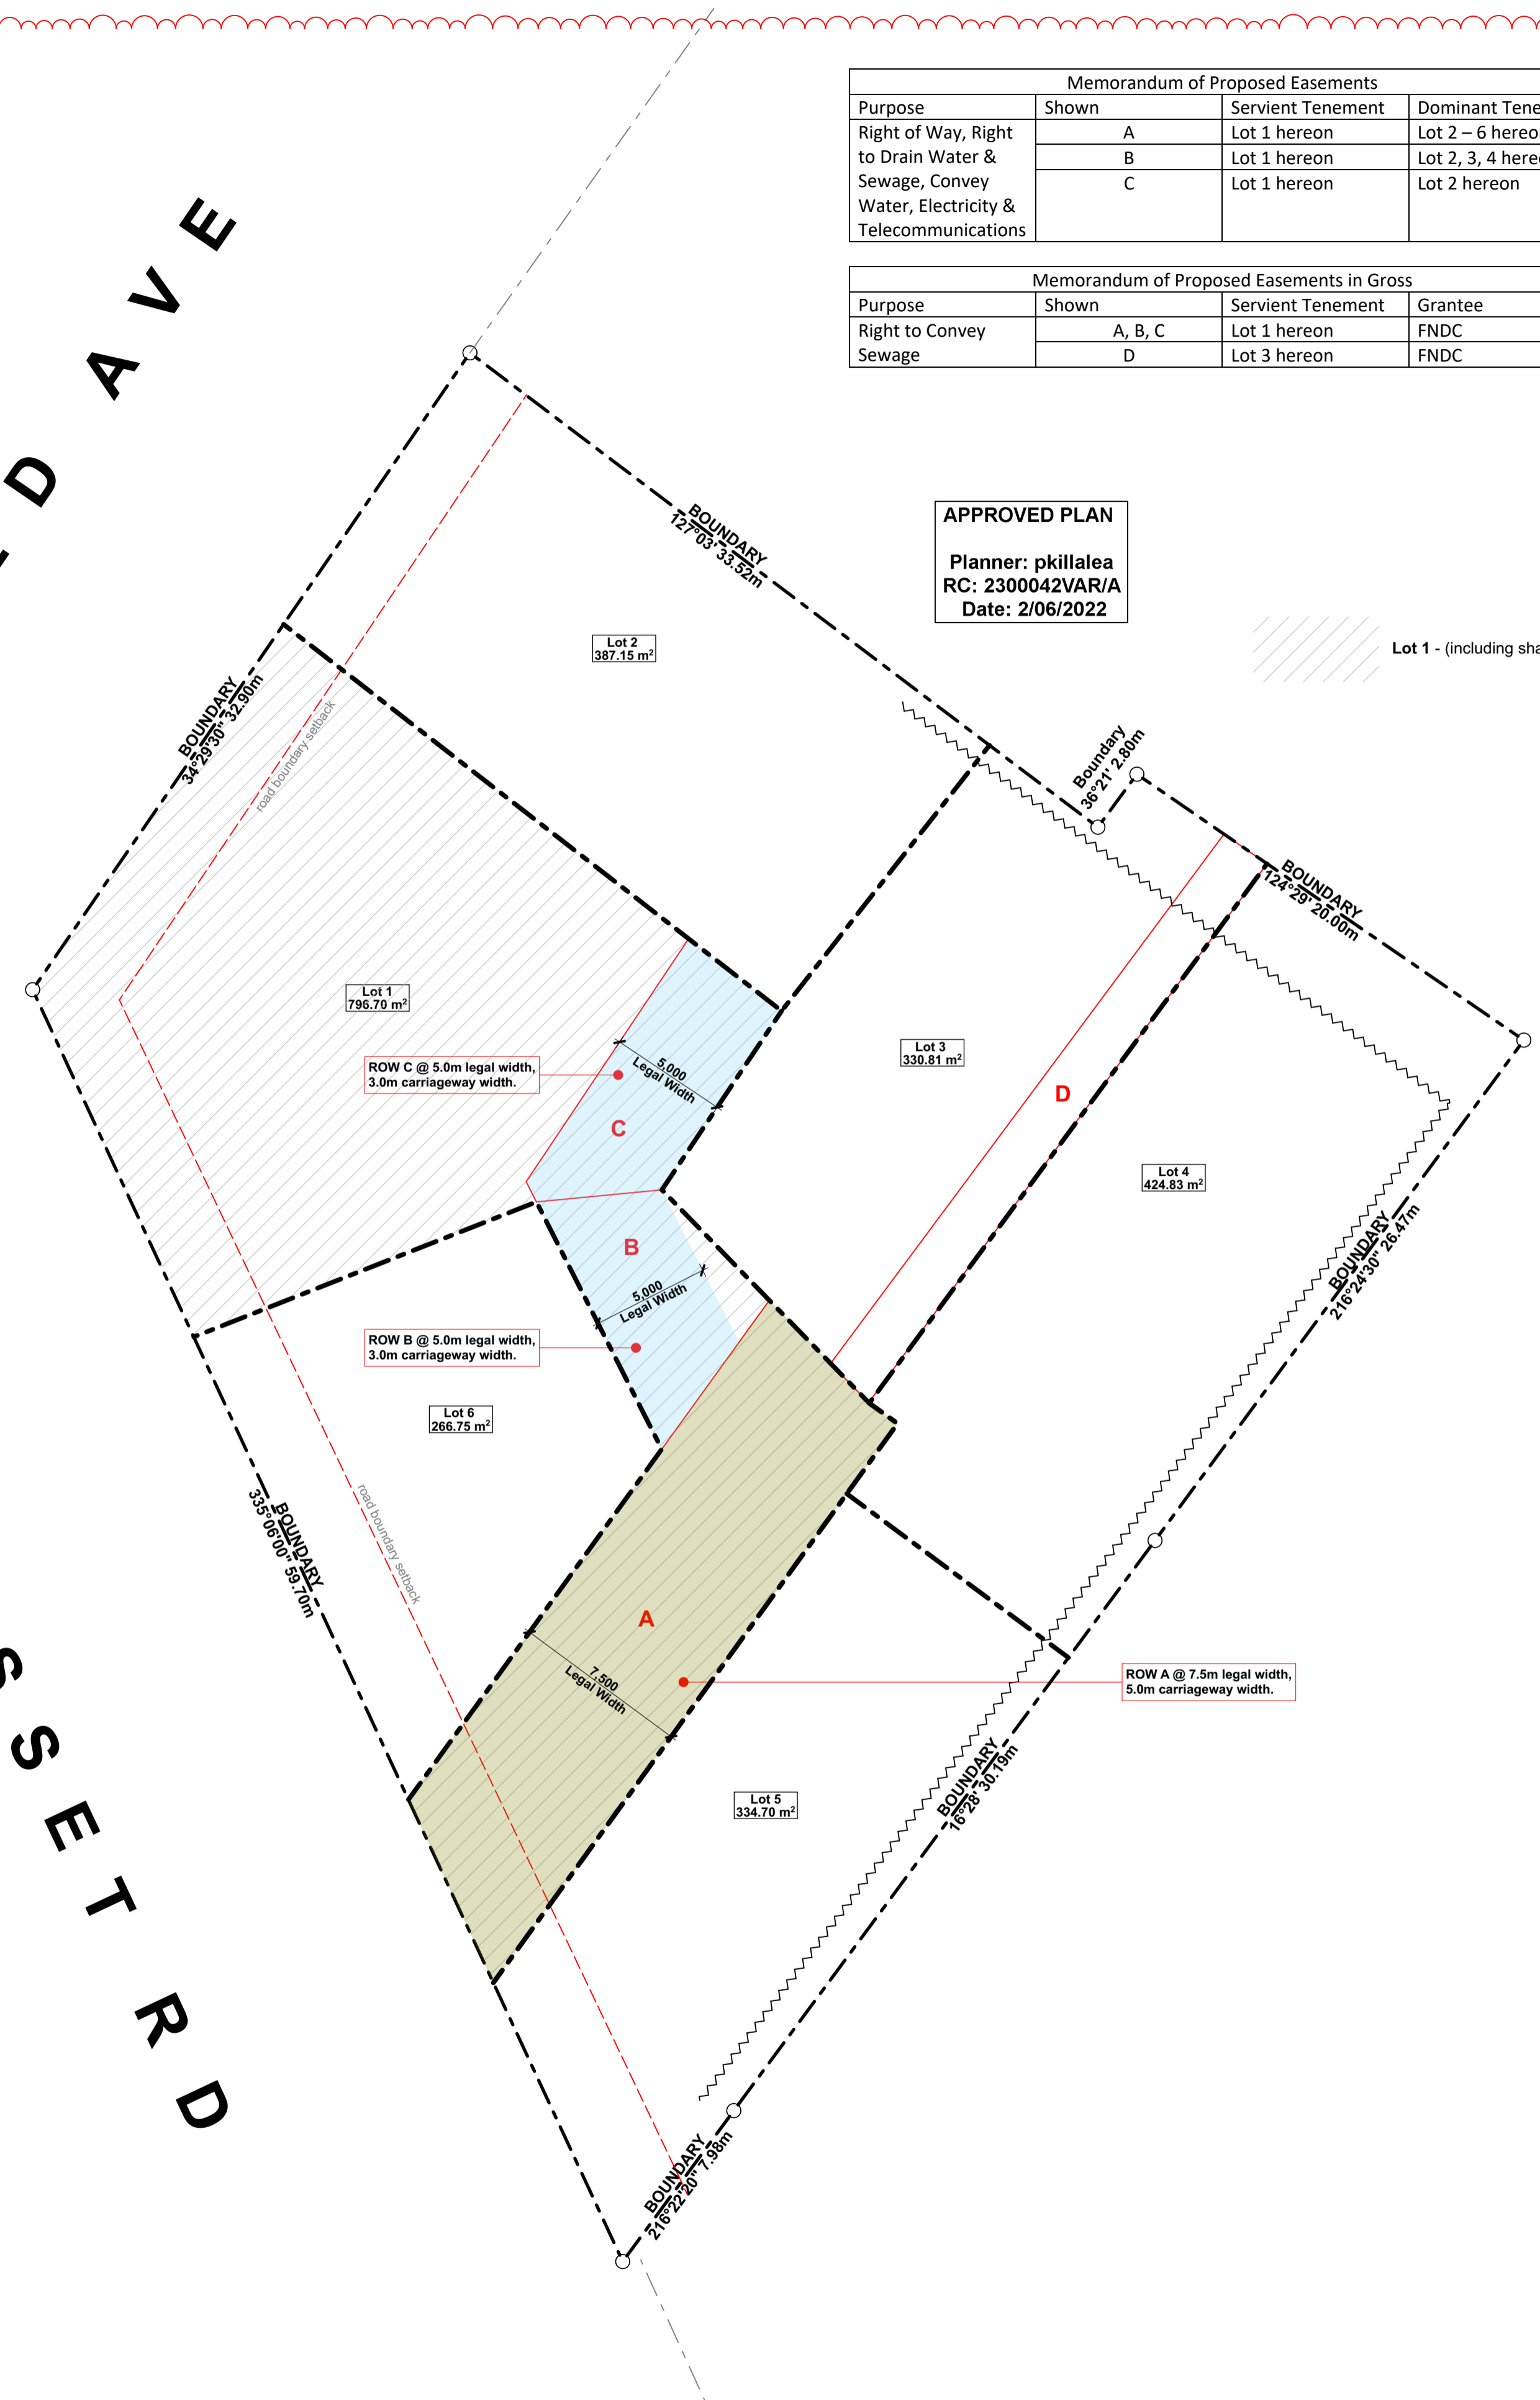 Memorandum of Proposed Easements
Purpose Shown Servient Tenement
Right of Way, Right
to Drain Water &
Sewage, Convey
Water, Electricity &
Telecommunications
A Lot 1 hereon Lot 2 – 6
B Lot 1 hereon Lot 2, 3, 4
C Lot 1 hereon Lot 2 hereon
Memorandum of Proposed Easements in Gross
Purpose Shown Servient Tenement Grantee
Right to Convey
Sewage
A, B, C Lot 1 hereon FNDC
D Lot 3 hereon FNDC
D AVE
APPROVED PLAN
Planner: pkillalea
RC: 2300042VAR/A
Date: 2/06/2022
Lot 1 - (including
BOUNDARY
127°03' 33.52m
Lot 2
387.15 m²
BOUNDARY
34°29'30" 32.90m
road boundary setback
Boundary
36°21' 2.80m
BOUNDARY
124°29' 20.00m
Lot 1
796.70 m²
ROW C @ 5.0m legal width,
3.0m carriageway width.
5,000
Legal Width
C
Lot 3
330.81 m²
D
Lot 4
424.83 m²
BOUNDARY
216°24'30" 26.47m
B
5,000
Legal Width
ROW B @ 5.0m legal width,
3.0m carriageway width.
Lot 6
266.75 m²
BOUNDARY
335°06'00" 59.70m
road boundary setback
A
7,500
Legal Width
ROW A @ 7.5m legal width,
5.0m carriageway width.
BOUNDARY
16°28' 30.19m
Lot 5
334.70 m²
SSET RD
BOUNDARY
216°22'20" 7.98m